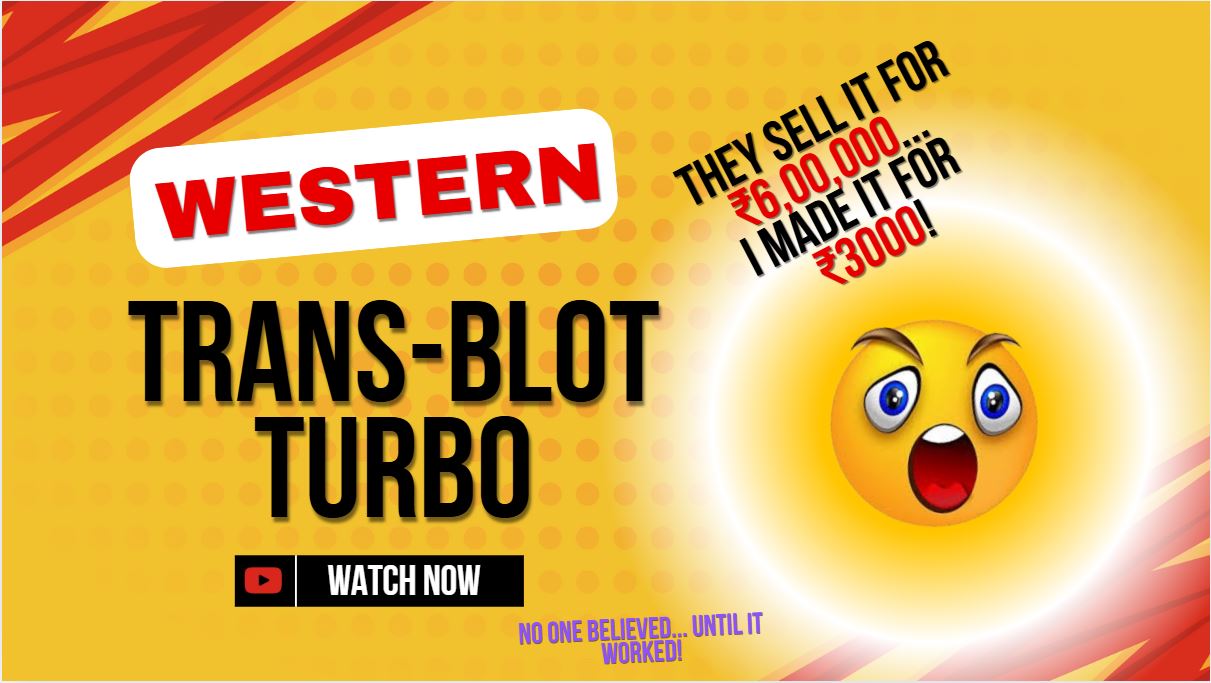 WESTERN
TRANS-BLOT
TURBO
WATCH NOW
THEY SELL IT FOR
₹6,00,000...
I MADE IT FOR
₹3000!
NO ONE BELIEVED... UNTIL IT
WORKED!